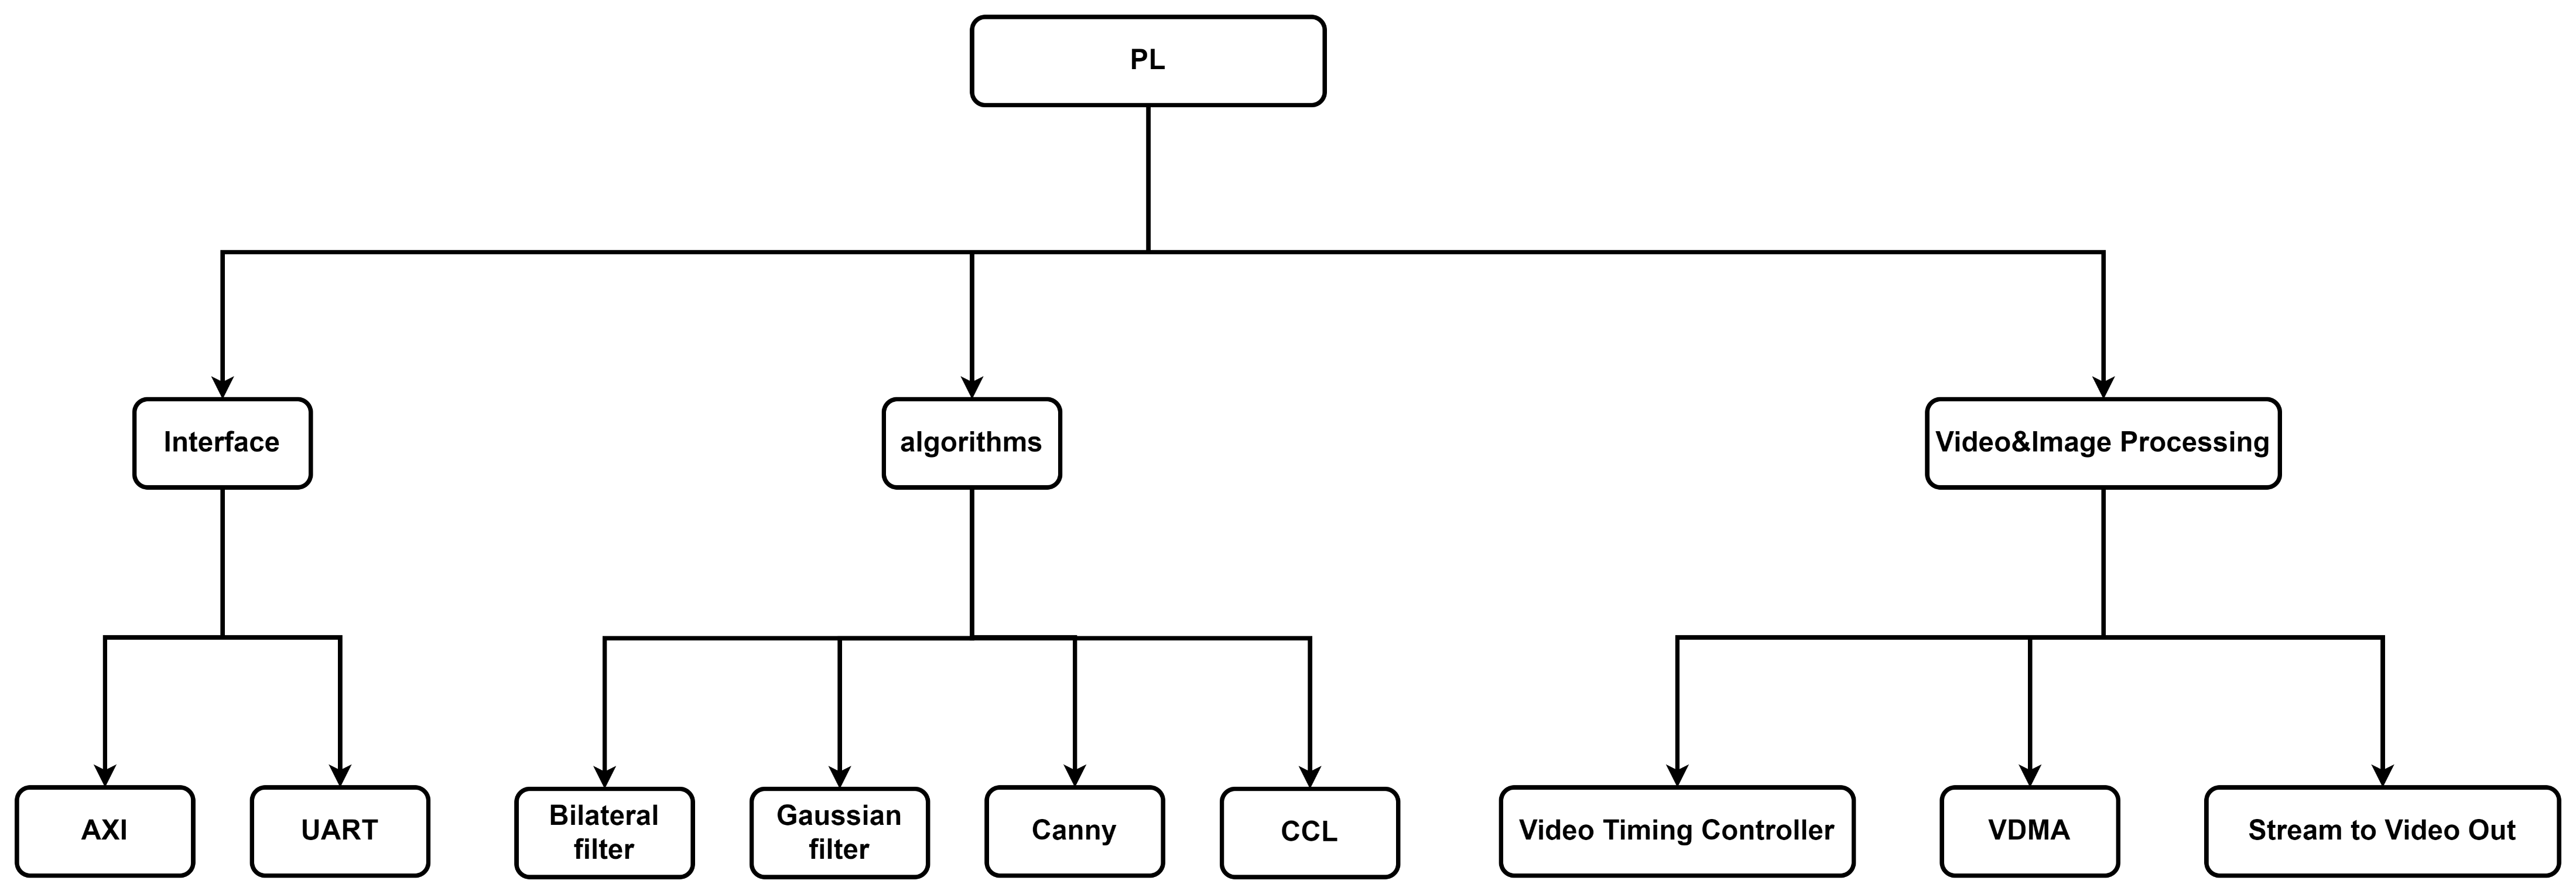 PL
Interface
algorithms
Video&Image Processing
AXI
UART
Bilateral
filter
Gaussian
filter
Canny
CCL
Video Timing Controller
VDMA
Stream to Video Out